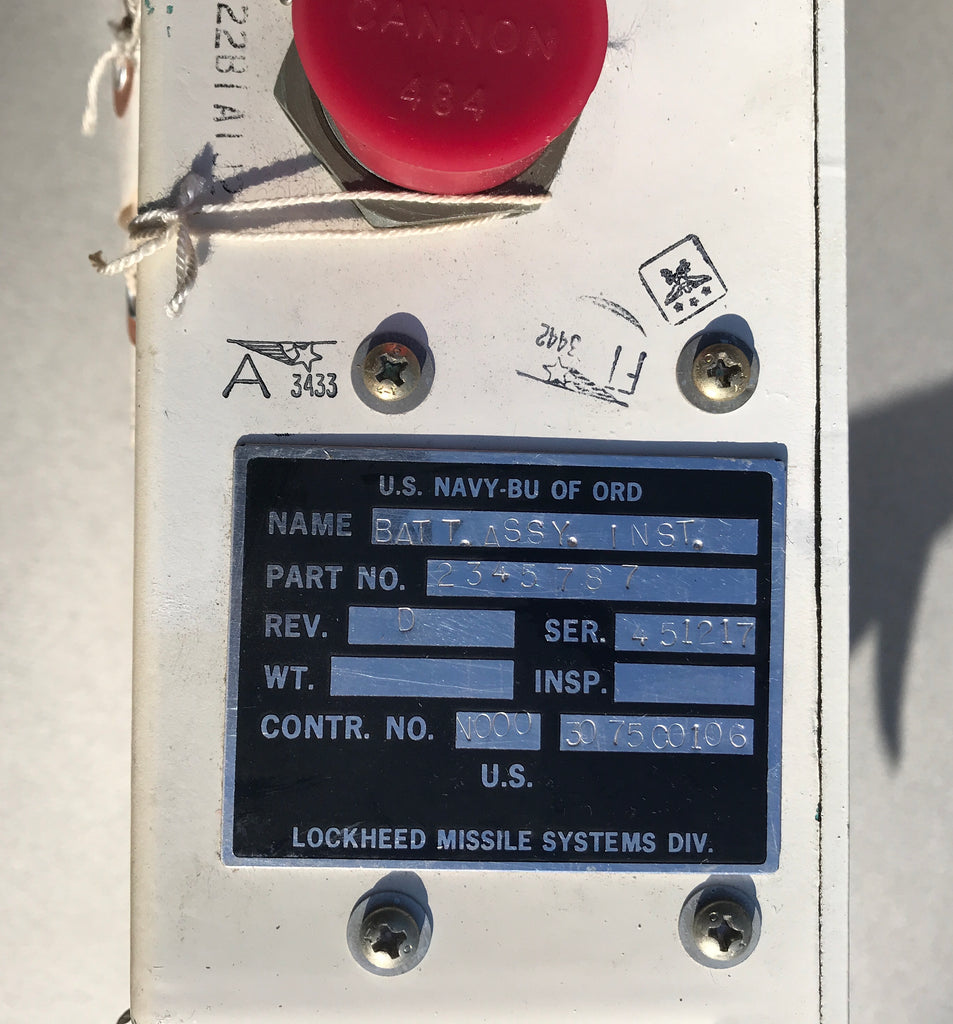 CANNON
484
A 3433
3442
FI
U.S. NAVY-BU OF ORD
NAME BATT. ASSY. INST.
PART NO. 2345787
REV. D SER. 451217
WT. INSP.
CONTR. NO. N000 3075C0106
U.S.
LOCKHEED MISSILE SYSTEMS DIV.